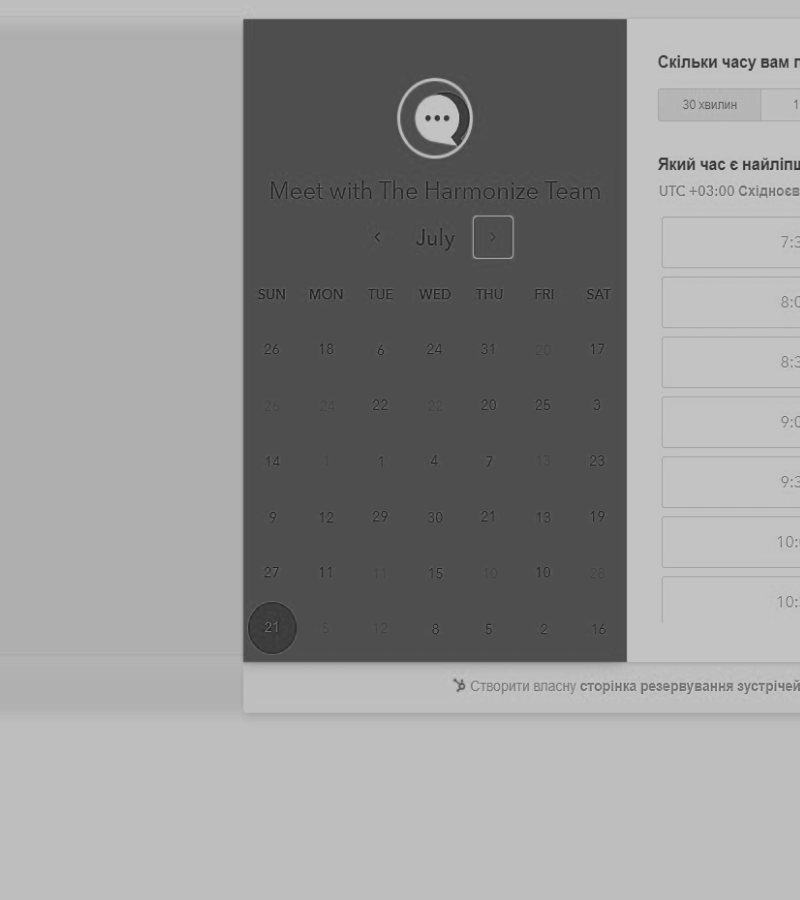 Meet with The Harmonize Team
July
SUN MON TUE WED THU FRI SAT
26 18 6 24 31 20 17
26 24 22 22 20 25 3
14 1 1 4 7 13 23
9 12 29 30 21 13 19
27 11 11 15 10 10 28
21 5 12 8 5 2 16
Скільки часу вам
30 хвилин
Який час є
UTC +03:00
7:3
8:0
8:3
9:0
9:3
10:
10:
Створити власну сторінка резервування зустрічей